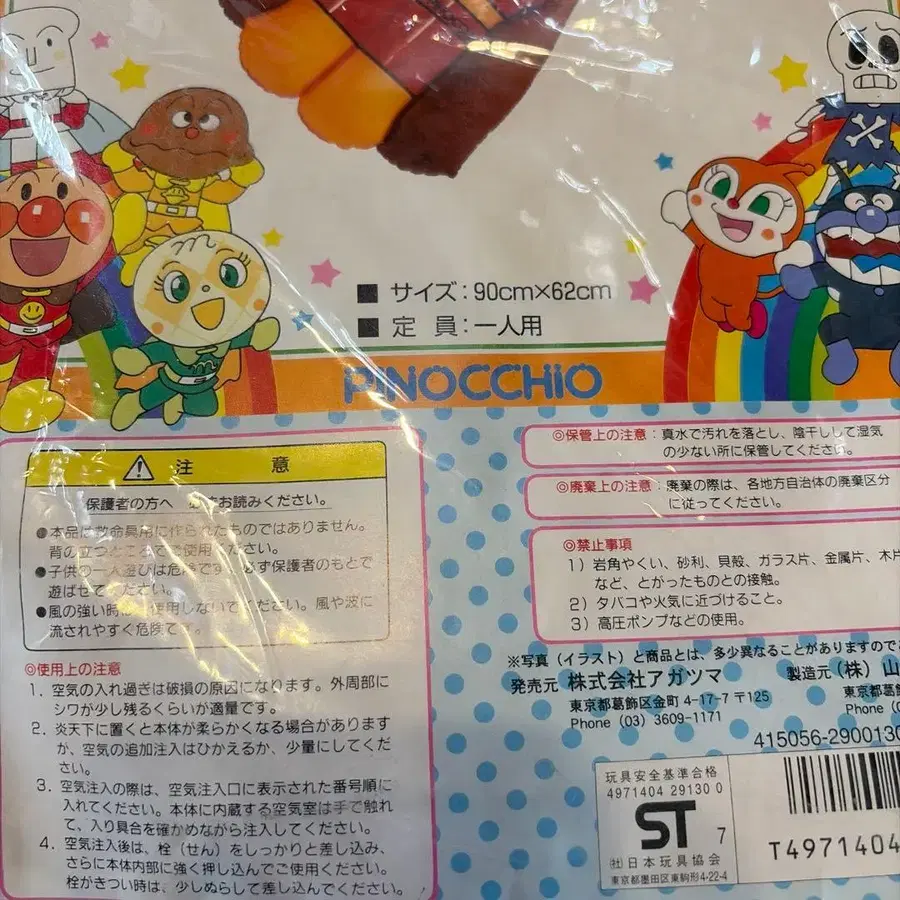 ■ サイズ:90cm×62cm
■ 定 員:一人用
PINOCCHIO
注 意
保護者の方へ 必ずお読みください。
●本品は救命具用に作られたものではありません。
背の立つところでご使用ください。
●子供の一人遊びは危険です。必ず保護者のもとで
遊ばせてください。
●風の強い時は 使用しないでください。風や波に
流されやすく危険です。
◎使用上の注意
1. 空気の入れ過ぎは破損の原因になります。外周部に
シワが少し残るくらいが適量です。
2. 炎天下に置くと本体が柔らかくなる場合があります
が、空気の追加注入はひかえるか、少量にしてくだ
さい。
3. 空気注入の際は、空気注入口に表示された番号順に
入れてください。本体に内蔵する空気室は手で触れ
て、入り具合を確かめながら注入してください。
4. 空気注入後は、栓(せん)をしっかりと差し込み、
さらに本体内部に強く押し込んでご使用ください。
栓がきつい時は、少しぬらして差し込んでください。
◎保管上の注意:真水で汚れを落とし、陰干しして湿気
の少ない所に保管してください。
◎廃棄上の注意:廃棄の際は、各地方自治体の廃棄区分
に従ってください。
◎禁止事項
1)岩角やくい、砂利、貝殻、ガラス片、金属片、木片
など、とがったものとの接触。
2)タバコや火気に近づけること。
3)高圧ポンプなどの使用。
※写真(イラスト)と商品とは、多少異なることがありますので
発売元 株式会社アガツマ
東京都葛飾区金町 4-17-7 〒125
Phone (03) 3609-1171
製造元(株)山
東京都葛飾
Pho
415056-2900130
玩具安全基準合格
4971404 29130 0
ST 7
(社)日本玩具協会
東京都墨田区東駒形4-22-4
T4971404